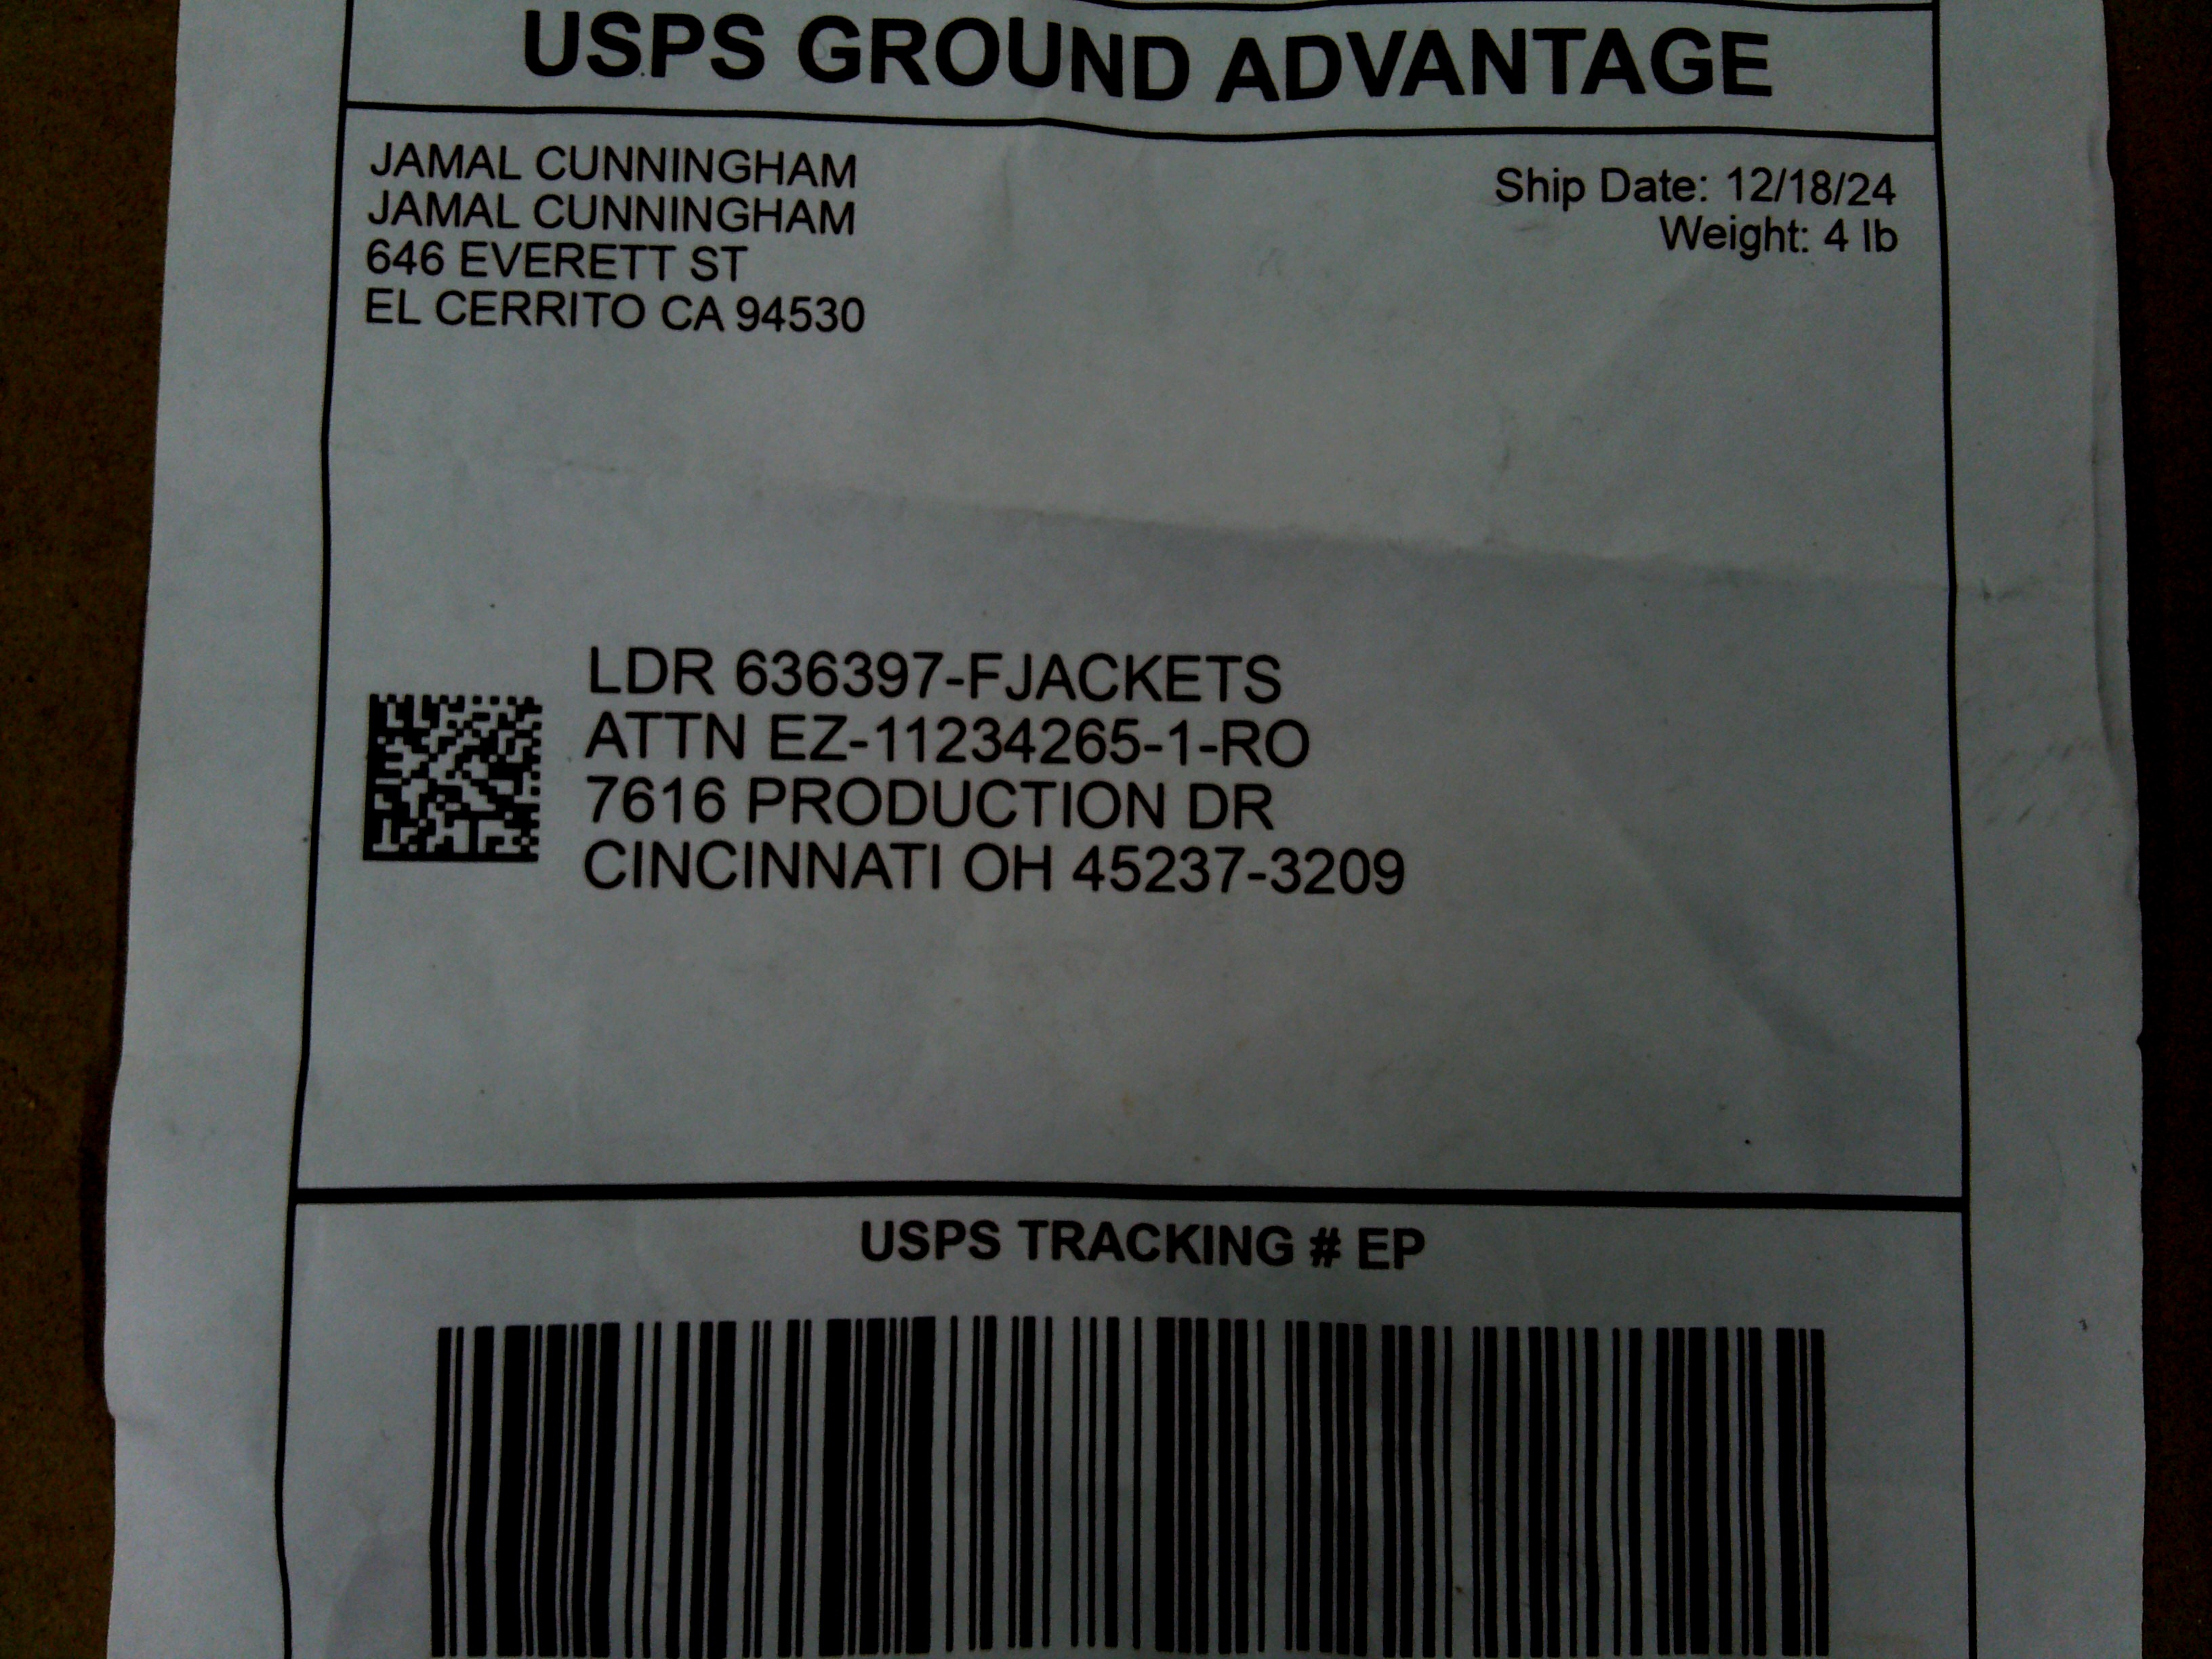 USPS GROUND ADVANTAGE
JAMAL CUNNINGHAM
JAMAL CUNNINGHAM
646 EVERETT ST
EL CERRITO CA 94530
Ship Date: 12/18/24
Weight: 4 lb
LDR 636397-FJACKETS
ATTN EZ-11234265-1-RO
7616 PRODUCTION DR
CINCINNATI OH 45237-3209
USPS TRACKING # EP